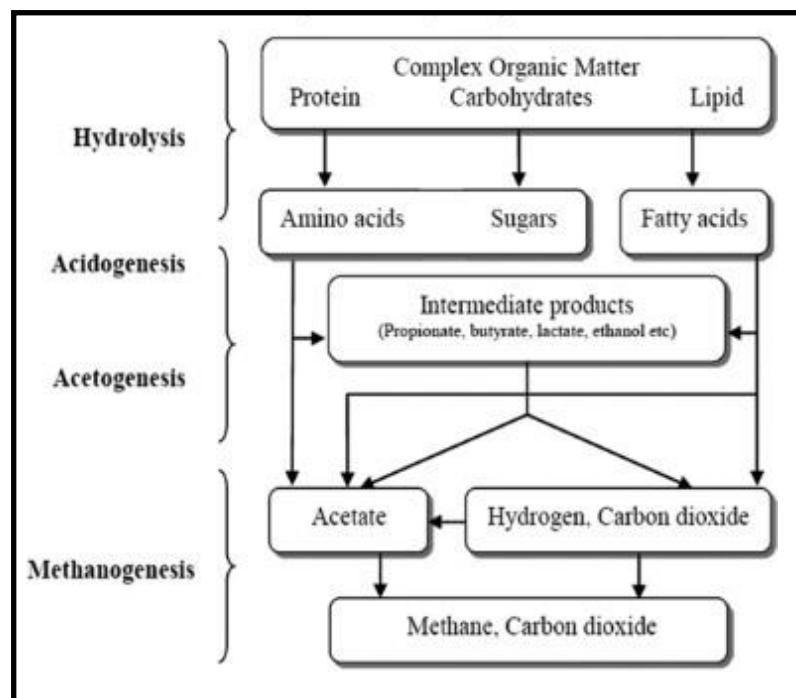 Complex Organic Matter
Protein Carbohydrates Lipid
Hydrolysis
Amino acids Sugars
Fatty acids
Acidogenesis
Intermediate products
(Propionate, butyrate, lactate, ethanol etc)
Acetogenesis
Acetate
Hydrogen, Carbon dioxide
Methanogenesis
Methane, Carbon dioxide